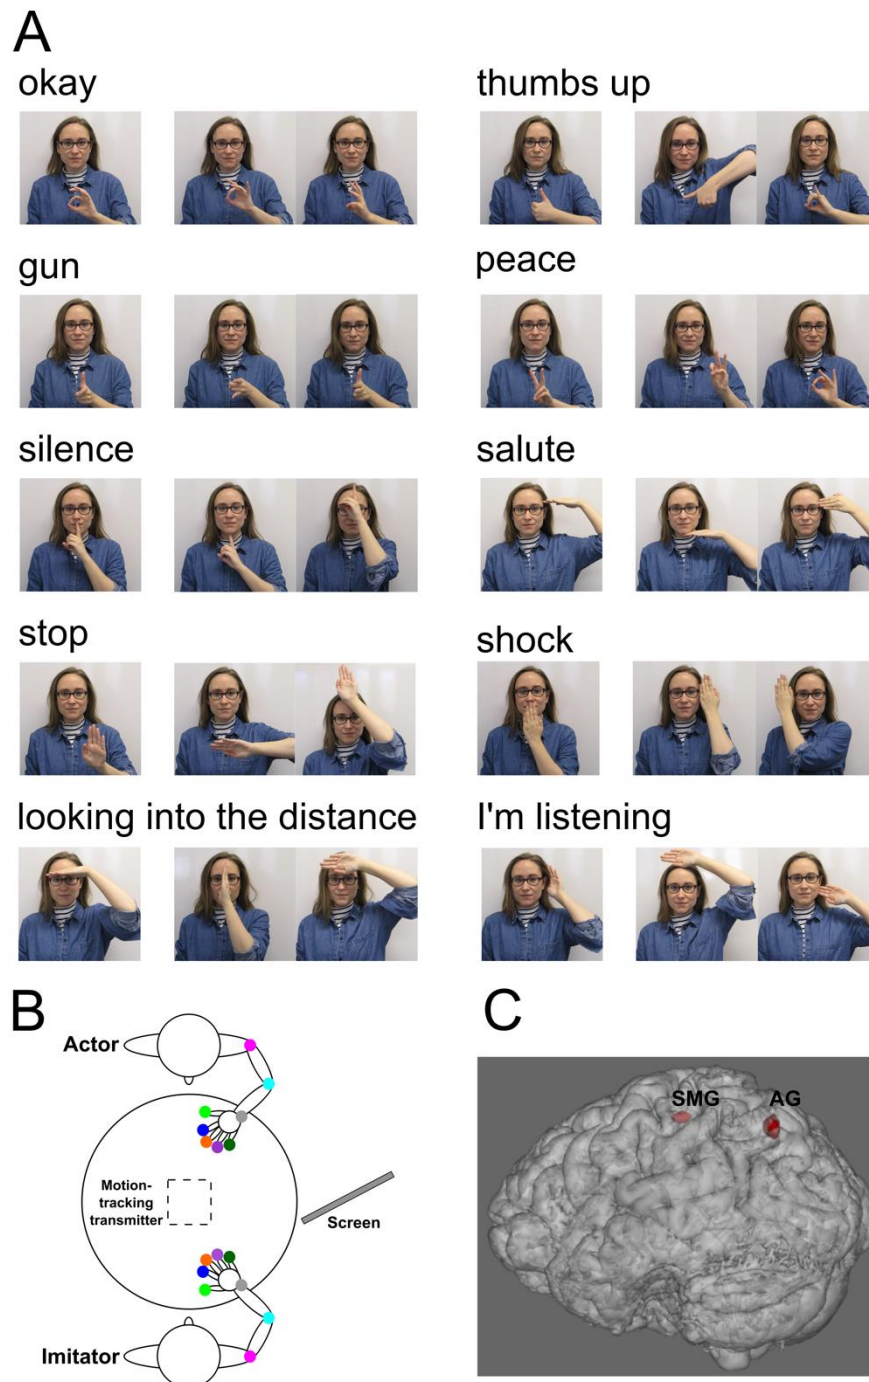 A
okay
thumbs up
gun
peace
silence
salute
stop
shock
looking into the distance
I'm listening
B
Actor
Motion-
tracking
transmitter
Screen
Imitator
C
SMG
AG